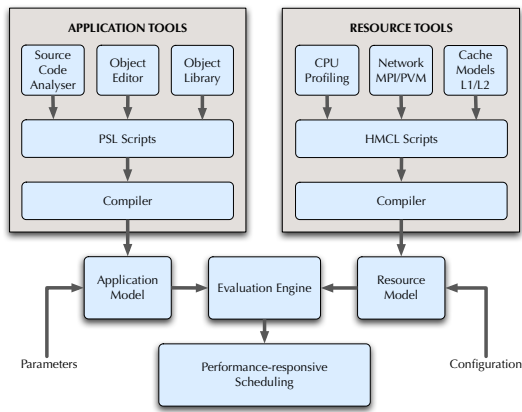 APPLICATION TOOLS
Source
Code
Analyser
Object
Editor
Object
Library
PSL Scripts
Compiler
RESOURCE TOOLS
CPU
Profiling
Network
MPI/PVM
Cache
Models
L1/L2
HMCL Scripts
Compiler
Application
Model
Evaluation Engine
Resource
Model
Parameters
Configuration
Performance-responsive
Scheduling